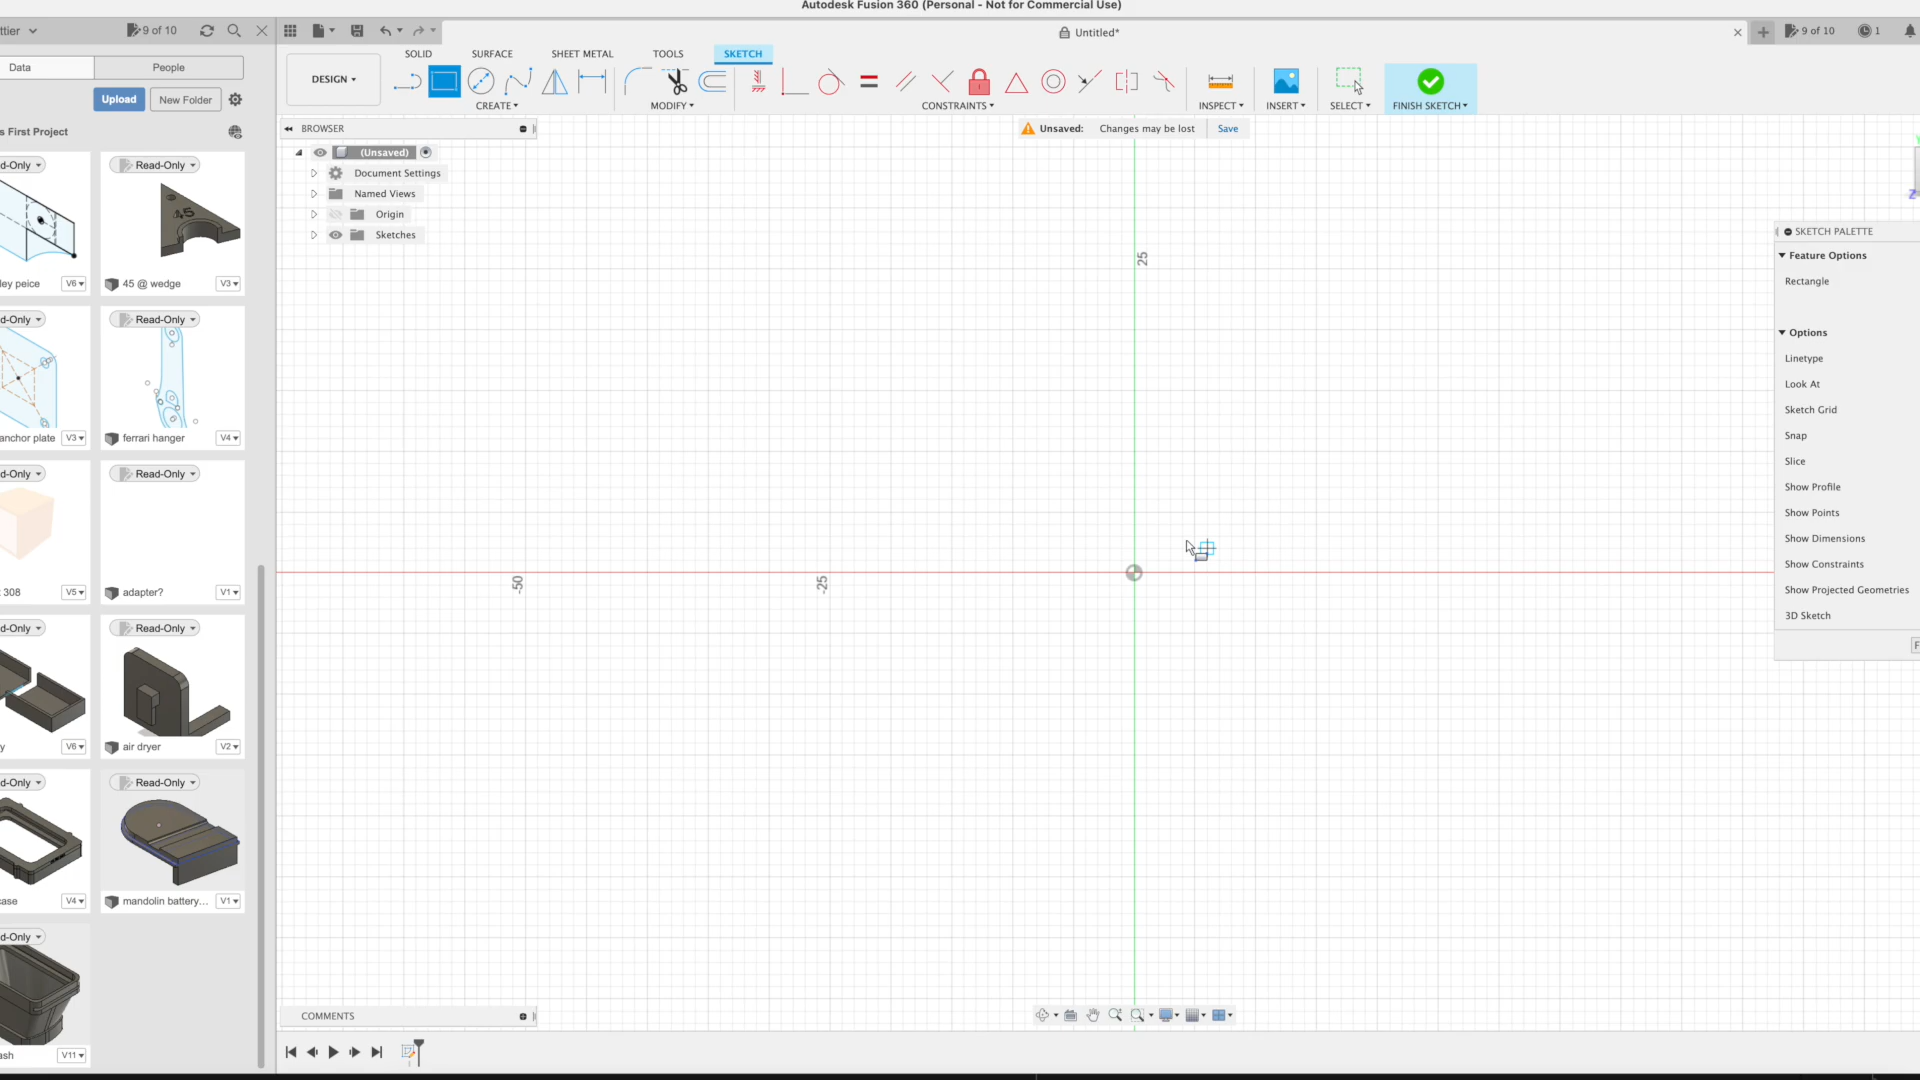 Autodesk Fusion 360 (Personal - Not for Commercial Use)
ttier
9 of 10
Untitled*
9 of 10
1
Data
People
Upload
New Folder
s First Project
DESIGN
SOLID
SURFACE
SHEET METAL
TOOLS
SKETCH
CREATE
MODIFY
CONSTRAINTS
INSPECT
INSERT
SELECT
FINISH SKETCH
BROWSER
Unsaved:
Changes may be lost
Save
(Unsaved)
Document Settings
Named Views
Origin
Sketches
25
-50
-25
Z
SKETCH PALETTE
Feature Options
Rectangle
Options
Linetype
Look At
Sketch Grid
Snap
Slice
Show Profile
Show Points
Show Dimensions
Show Constraints
Show Projected Geometries
3D Sketch
F
d-Only
Read-Only
45
ley peice
V6
45 @ wedge
V3
d-Only
Read-Only
anchor plate
V3
ferrari hanger
V4
d-Only
Read-Only
308
V5
adapter?
V1
d-Only
Read-Only
y
V6
air dryer
V2
d-Only
Read-Only
case
V4
mandolin battery...
V1
d-Only
ash
V11
COMMENTS